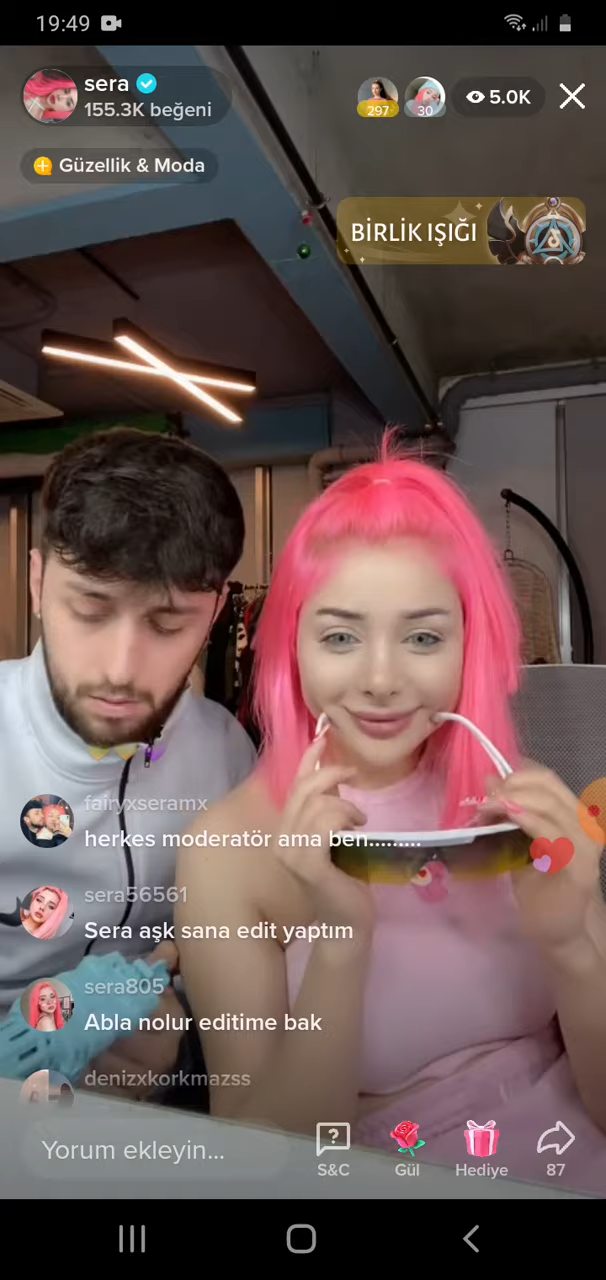 19:49
sera
155.3K beğeni
297
30
5.0K
Güzellik & Moda
BİRLİK IŞIĞI
fairyxseramx
herkes moderatör ama ben.........
sera56561
Sera aşk sana edit yaptım
sera805
Abla nolur editime bak
denizxkorkmazss
Yorum ekleyin...
S&C
Gül
Hediye
87